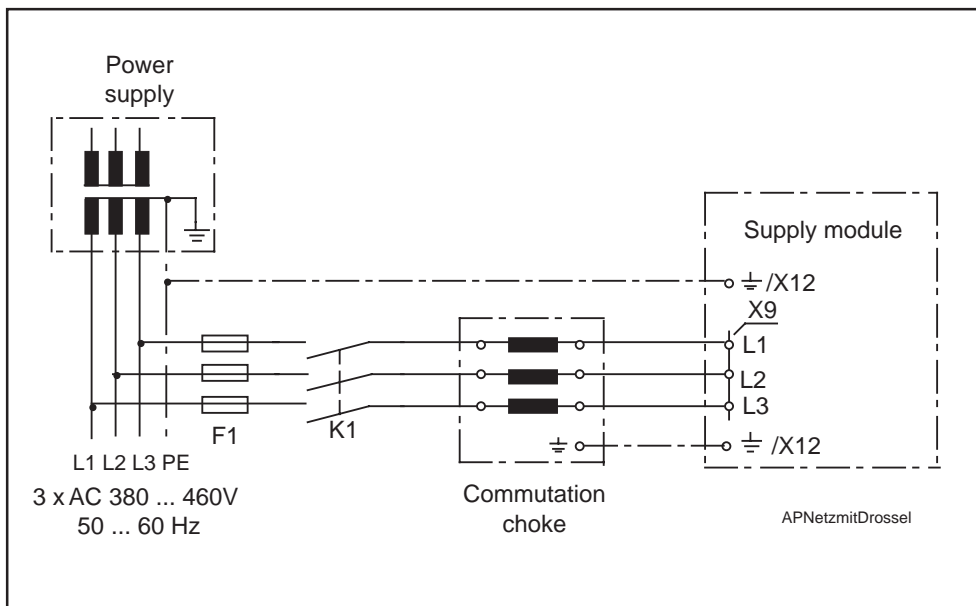 Power
supply
Supply module
/X12
X9
L1
L2
L3
F1
K1
/X12
L1 L2 L3 PE
3 x AC 380 ... 460V
50 ... 60 Hz
Commutation
choke
APNetzmitDrossel